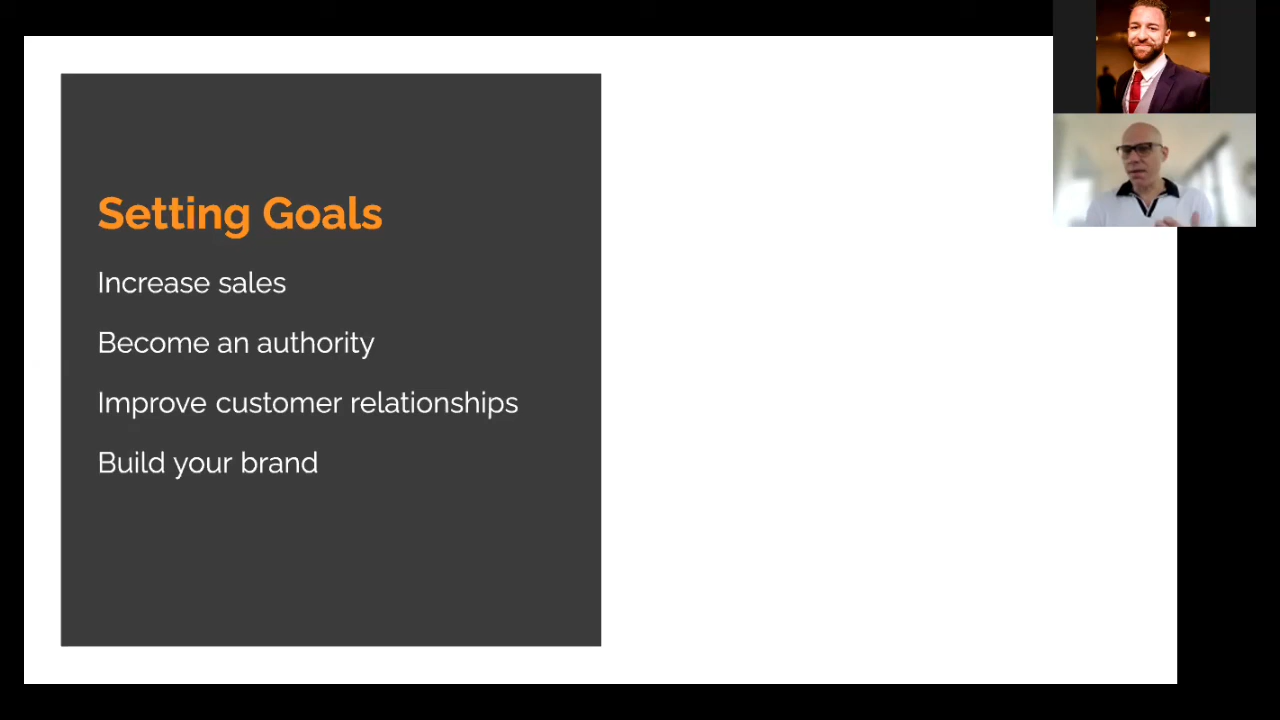 Setting Goals
Increase sales
Become an authority
Improve customer relationships
Build your brand